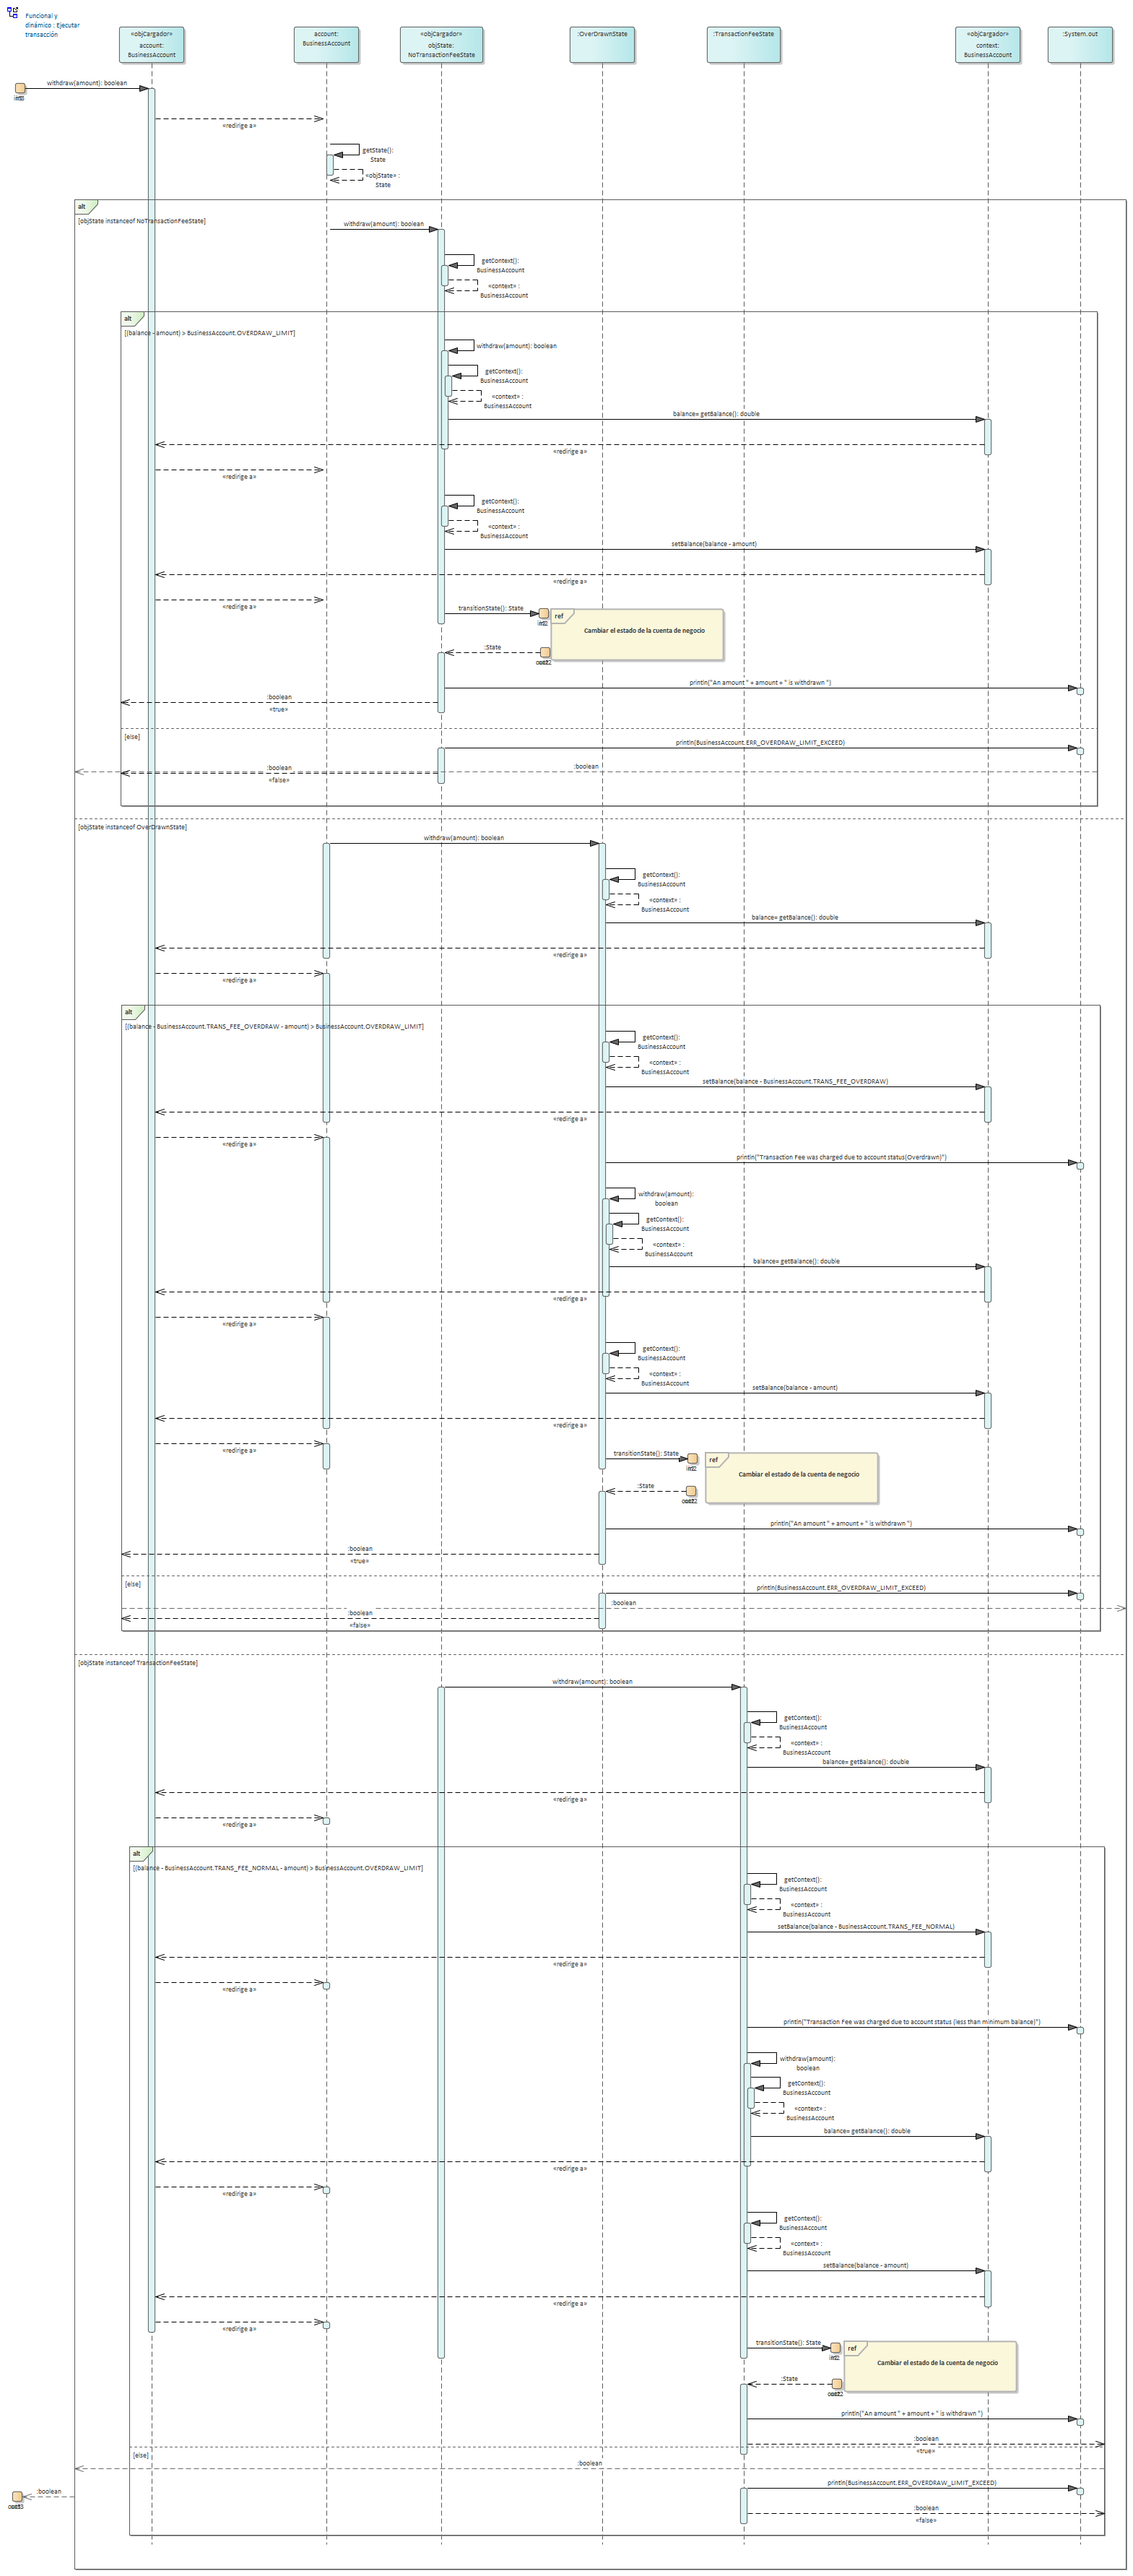 Funcional y
dinámico : Ejecutar
transacción
«objCargador»
account:
BusinessAccount
account:
BusinessAccount
«objCargador»
objState:
NoTransactionFeeState
:OverDrawnState
:TransactionFeeState
«objCargador»
context:
BusinessAccount
:System.out
withdraw(amount): boolean
«redirige a»
getState():
State
«objState» :
State
alt
[objState instanceof NoTransactionFeeState]
withdraw(amount): boolean
getContext():
BusinessAccount
«context» :
BusinessAccount
alt
[(balance - amount) > BusinessAccount.OVERDRAW_LIMIT]
withdraw(amount): boolean
getContext():
BusinessAccount
«context» :
BusinessAccount
balance= getBalance(): double
«redirige a»
«redirige a»
getContext():
BusinessAccount
«context» :
BusinessAccount
setBalance(balance - amount)
«redirige a»
«redirige a»
transitionState(): State
ref
Cambiar el estado de la cuenta de negocio
:State
println("An amount " + amount + " is withdrawn ")
:boolean
«true»
[else]
println(BusinessAccount.ERR_OVERDRAW_LIMIT_EXCEED)
:boolean
:boolean
«false»
[objState instanceof OverDrawnState]
withdraw(amount): boolean
getContext():
BusinessAccount
«context» :
BusinessAccount
balance= getBalance(): double
«redirige a»
«redirige a»
alt
[(balance - BusinessAccount.TRANS_FEE_OVERDRAW - amount) > BusinessAccount.OVERDRAW_LIMIT]
getContext():
BusinessAccount
«context» :
BusinessAccount
setBalance(balance - BusinessAccount.TRANS_FEE_OVERDRAW)
«redirige a»
«redirige a»
println("Transaction Fee was charged due to account status(Overdrawn)")
withdraw(amount):
boolean
getContext():
BusinessAccount
«context» :
BusinessAccount
balance= getBalance(): double
«redirige a»
«redirige a»
getContext():
BusinessAccount
«context» :
BusinessAccount
setBalance(balance - amount)
«redirige a»
«redirige a»
transitionState(): State
ref
Cambiar el estado de la cuenta de negocio
:State
println("An amount " + amount + " is withdrawn ")
:boolean
«true»
[else]
println(BusinessAccount.ERR_OVERDRAW_LIMIT_EXCEED)
:boolean
:boolean
«false»
[objState instanceof TransactionFeeState]
withdraw(amount): boolean
getContext():
BusinessAccount
«context» :
BusinessAccount
balance= getBalance(): double
«redirige a»
«redirige a»
alt
[(balance - BusinessAccount.TRANS_FEE_NORMAL - amount) > BusinessAccount.OVERDRAW_LIMIT]
getContext():
BusinessAccount
«context» :
BusinessAccount
setBalance(balance - BusinessAccount.TRANS_FEE_NORMAL)
«redirige a»
«redirige a»
println("Transaction Fee was charged due to account status (less than minimum balance)")
withdraw(amount):
boolean
getContext():
BusinessAccount
«context» :
BusinessAccount
balance= getBalance(): double
«redirige a»
«redirige a»
getContext():
BusinessAccount
«context» :
BusinessAccount
setBalance(balance - amount)
«redirige a»
«redirige a»
transitionState(): State
ref
Cambiar el estado de la cuenta de negocio
:State
println("An amount " + amount + " is withdrawn ")
:boolean
«true»
[else]
:boolean
println(BusinessAccount.ERR_OVERDRAW_LIMIT_EXCEED)
:boolean
:boolean
«false»